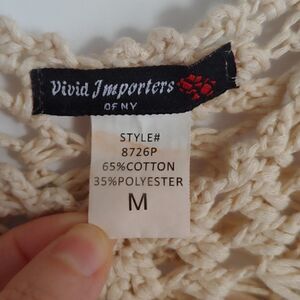 Vivid Importers
OF NY
STYLE#
8726P
65%COTTON
35%POLYESTER
M